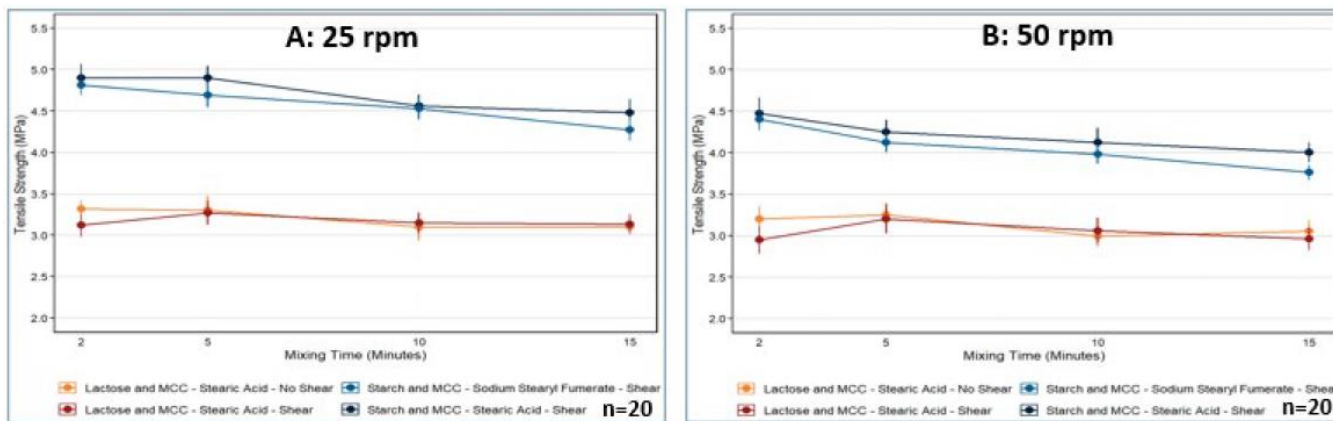 A: 25 rpm
5.5
5.0
4.5
4.0
3.5
3.0
2.5
2.0
Tensile Strength (MPa)
2 5 10 15
Mixing Time (Minutes)
Lactose and MCC - Stearic Acid - No Shear
Starch and MCC - Sodium Stearyl Fumerate - Shear
Lactose and MCC - Stearic Acid - Shear
Starch and MCC - Stearic Acid - Shear
n=20
B: 50 rpm
5.5
5.0
4.5
4.0
3.5
3.0
2.5
2.0
Tensile Strength (MPa)
2 5 10 15
Mixing Time (Minutes)
Lactose and MCC - Stearic Acid - No Shear
Starch and MCC - Sodium Stearyl Fumerate - Shea
Lactose and MCC - Stearic Acid - Shear
Starch and MCC - Stearic Acid - Shear
n=20